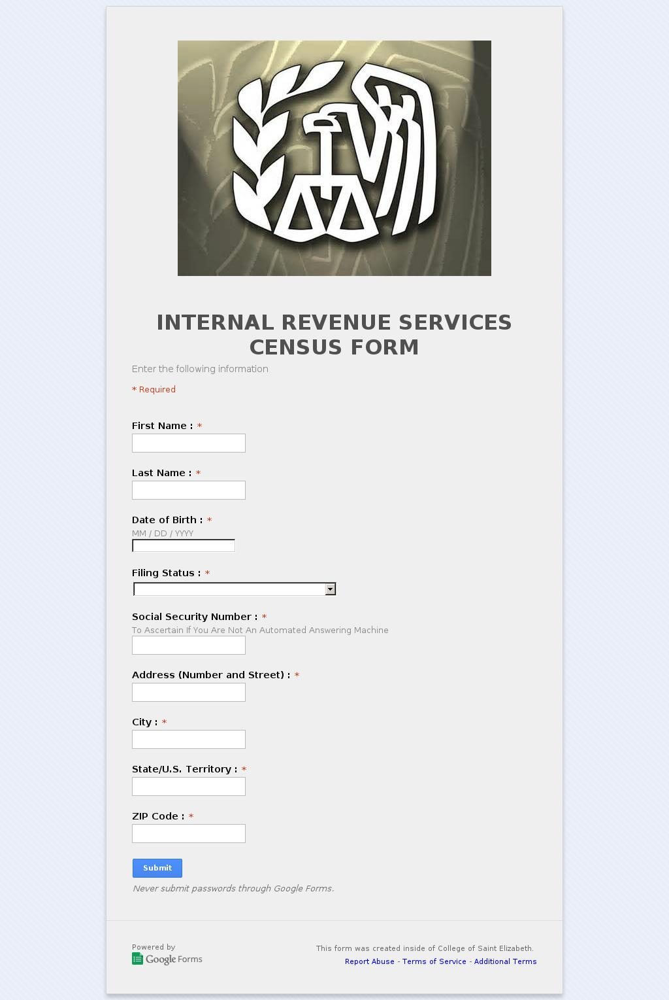 INTERNAL REVENUE SERVICES
CENSUS FORM
Enter the following information
* Required
First Name : *
Last Name : *
Date of Birth : *
MM / DD / YYYY
Filing Status : *
Social Security Number : *
To Ascertain If You Are Not An Automated Answering Machine
Address (Number and Street) : *
City : *
State/U.S. Territory : *
ZIP Code : *
Submit
Never submit passwords through Google Forms.
Powered by
Google Forms
This form was created inside of College of Saint Elizabeth.
Report Abuse - Terms of Service - Additional Terms